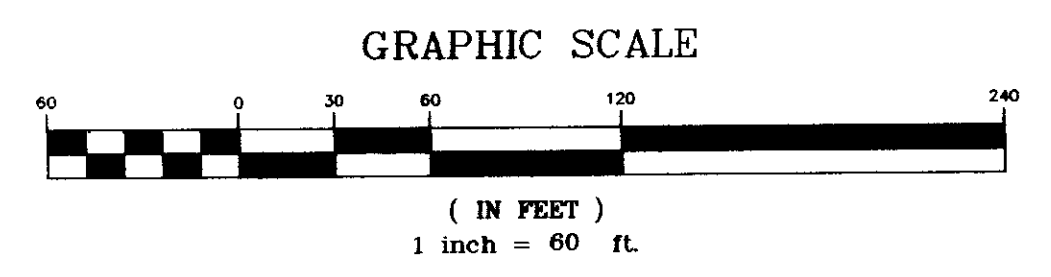 GRAPHIC SCALE
60 0 30 60 120 240
( IN FEET )
1 inch = 60 ft.